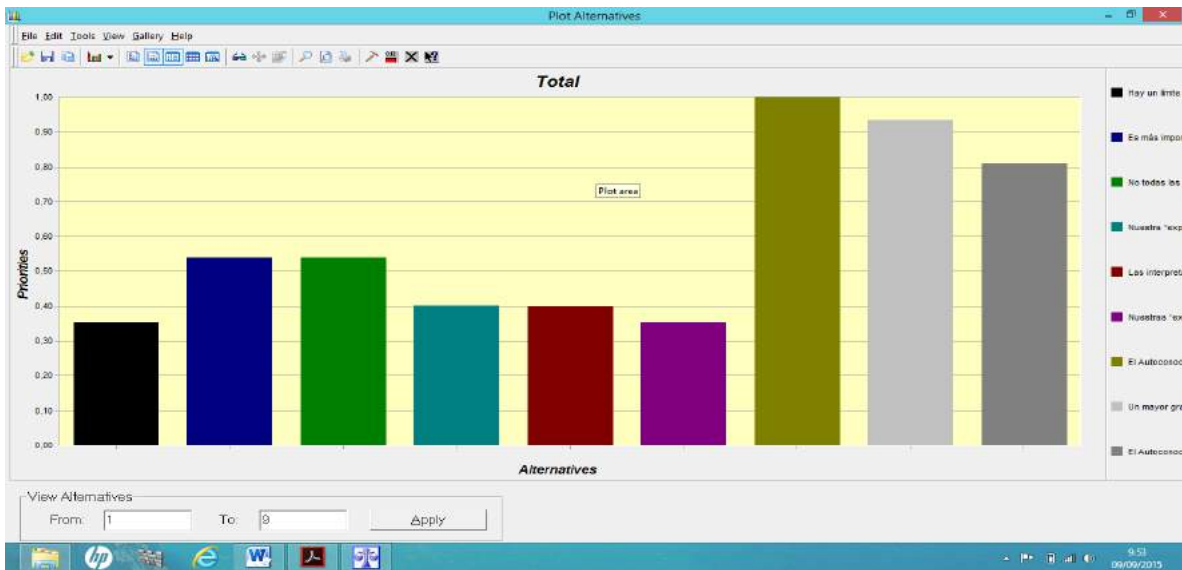 Plot Alternatives
File Edit Tools View Gallery Help
Total
1,00
0,90
0,80
0,70
0,60
0,50
0,40
0,30
0,20
0,10
0,00
Priorities
Plot area
Alternatives
Hay un límite
Es más impor
No todas las
Nuestra "exp
Las interpret
Nuestras "ex
El Autoconoc
Un mayor gra
El Autoconoc
View Alternatives
From: 1 To: 9 Apply
hp
W
9:53
09/09/2015